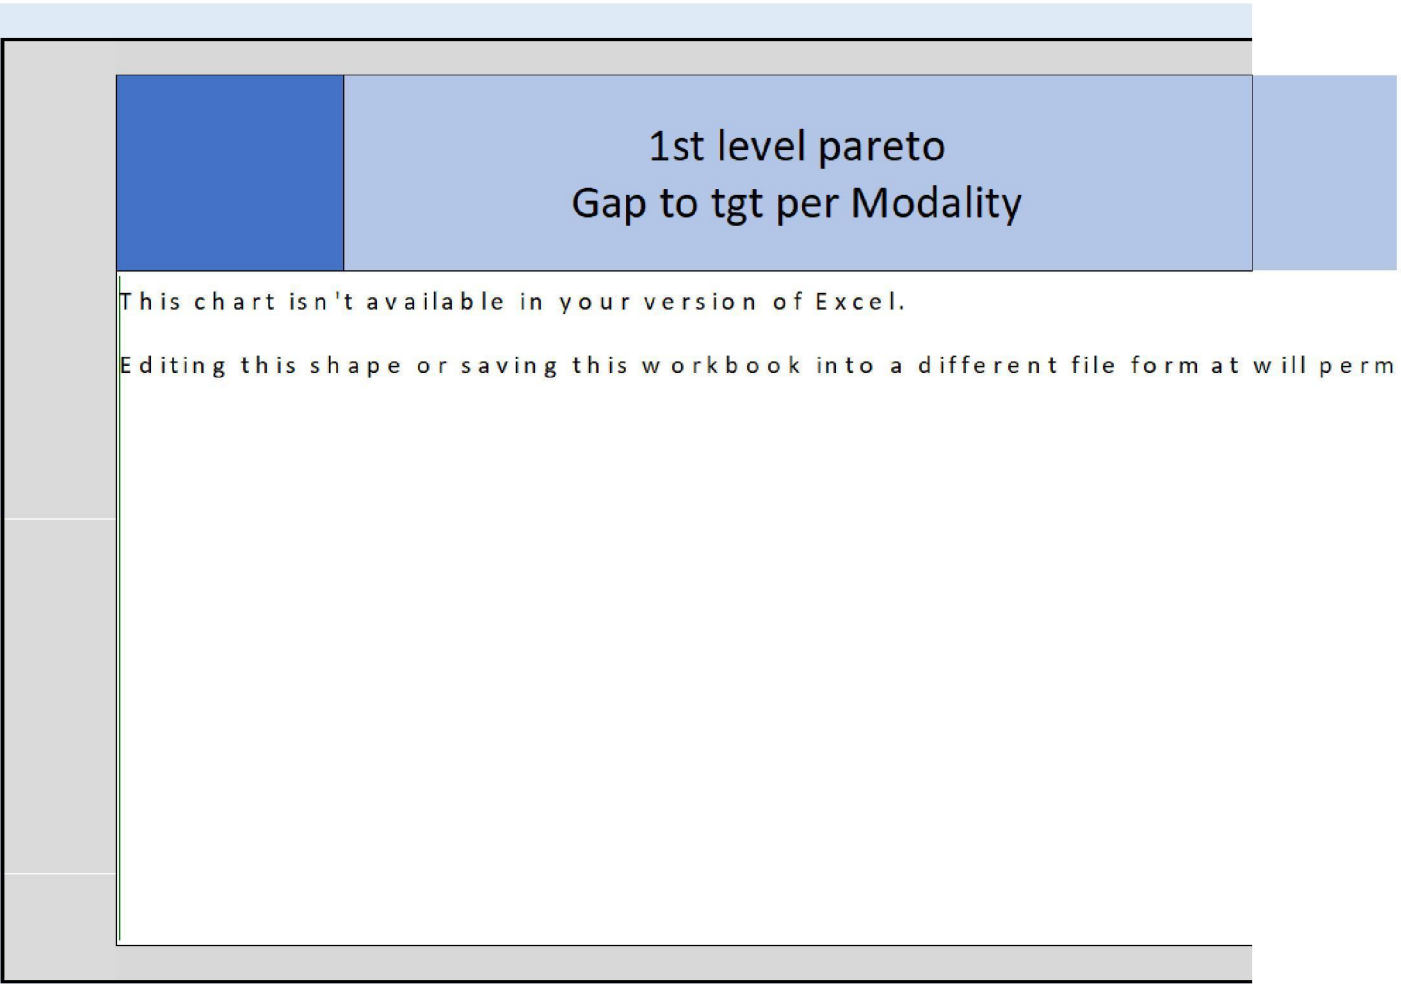 1st level pareto
Gap to tgt per Modality
This chart isn't available in your version of Excel.
Editing this shape or saving this workbook into a different file format will perm